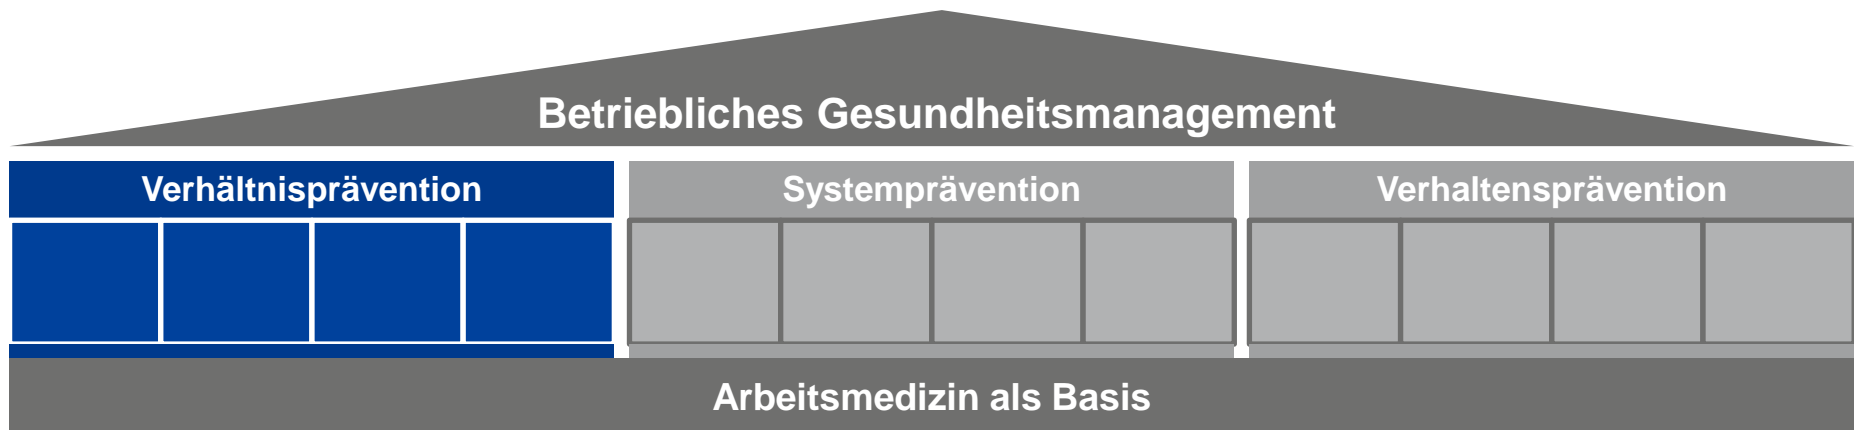 Betriebliches Gesundheitsmanagement
Verhältnisprävention
Systemprävention
Verhaltensprävention
Arbeitsmedizin als Basis